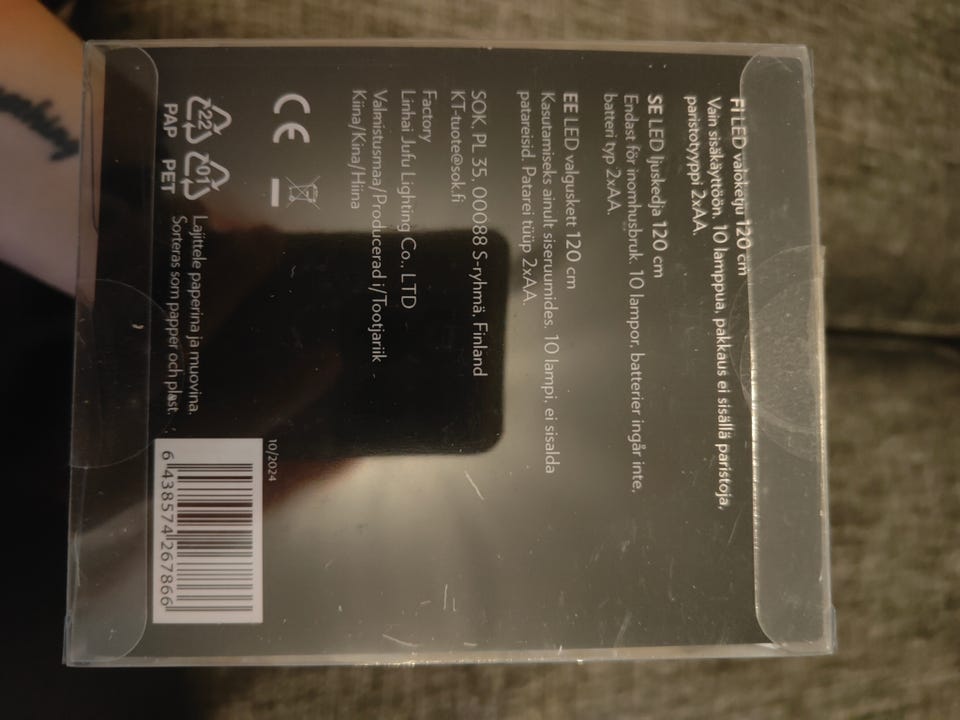 FI LED valoketju 120 cm
Vain sisäkäyttöön. 10 lamppua, pakkaus ei sisällä paristoja,
paristotyyppi 2xAA.
SE LED ljuskedja 120 cm
Endast för inomhusbruk. 10 lampor, batterier ingår inte,
batteri typ 2xAA.
EE LED valguskett 120 cm
Kasutamiseks ainult siseruumides. 10 lampi, ei sisalda
patareisid. Patarei tüüp 2xAA.
SOK, PL 35, 00088 S-ryhmä, Finland
KT-tuote@sok.fi
Factory
Linhai Jufu Lighting Co., LTD
Valmistusmaa/Producerad i/Tootjariik
Kiina/Kina/Hiina
CE
22 PAP
01 PET
Lajittele paperina ja muovina.
Sorteras som papper och plast.
10/2024
6 438574 267866